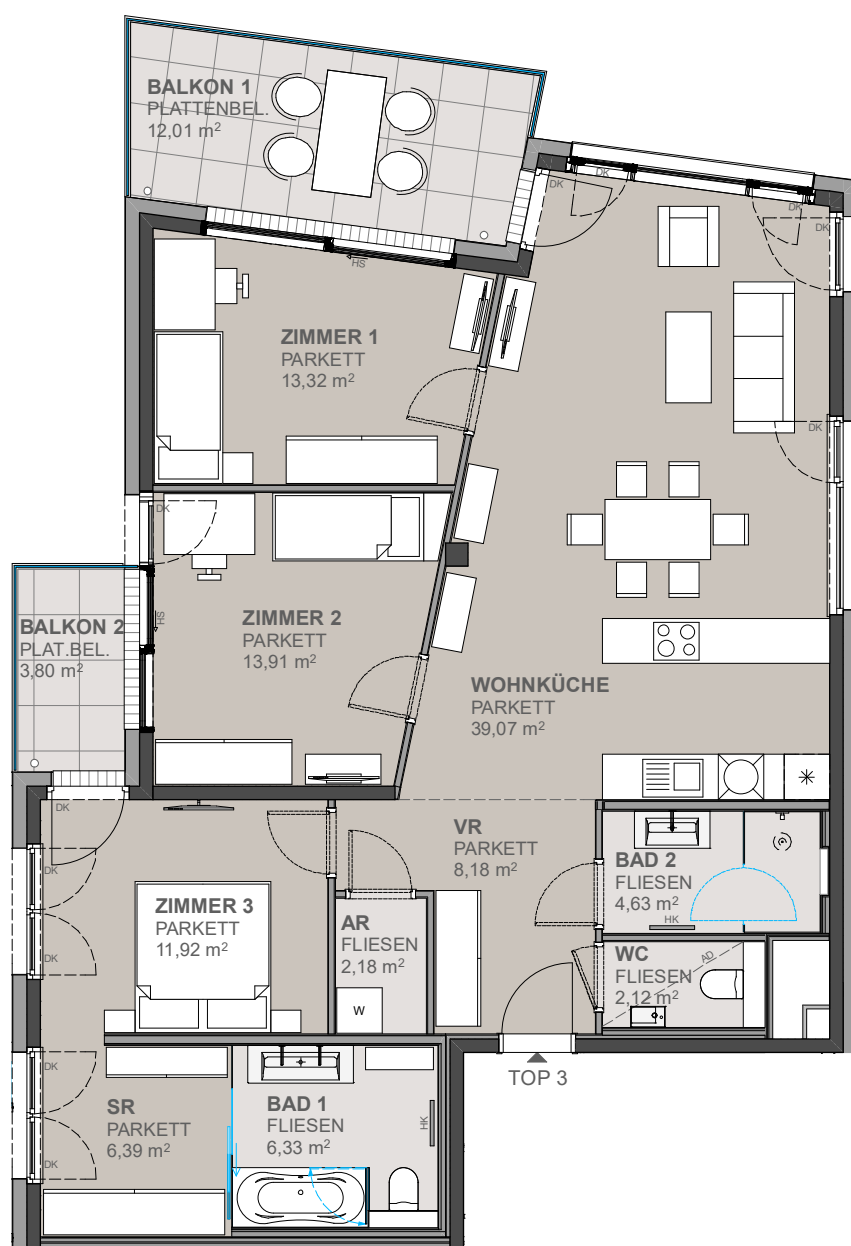 BALKON 1
PLATTENBEL.
12,01 m²
DK
DK
DK
DK
HS
ZIMMER 1
PARKETT
13,32 m²
DK
DK
ZIMMER 2
PARKETT
13,91 m²
HS
BALKON 2
PLAT.BEL.
3,80 m²
WOHNKÜCHE
PARKETT
39,07 m²
DK
VR
PARKETT
8,18 m²
BAD 2
FLIESEN
4,63 m²
HK
DK
ZIMMER 3
PARKETT
11,92 m²
DK
AR
FLIESEN
2,18 m²
W
WC
FLIESEN
2,12 m²
AD
TOP 3
DK
SR
PARKETT
6,39 m²
DK
BAD 1
FLIESEN
6,33 m²
HK